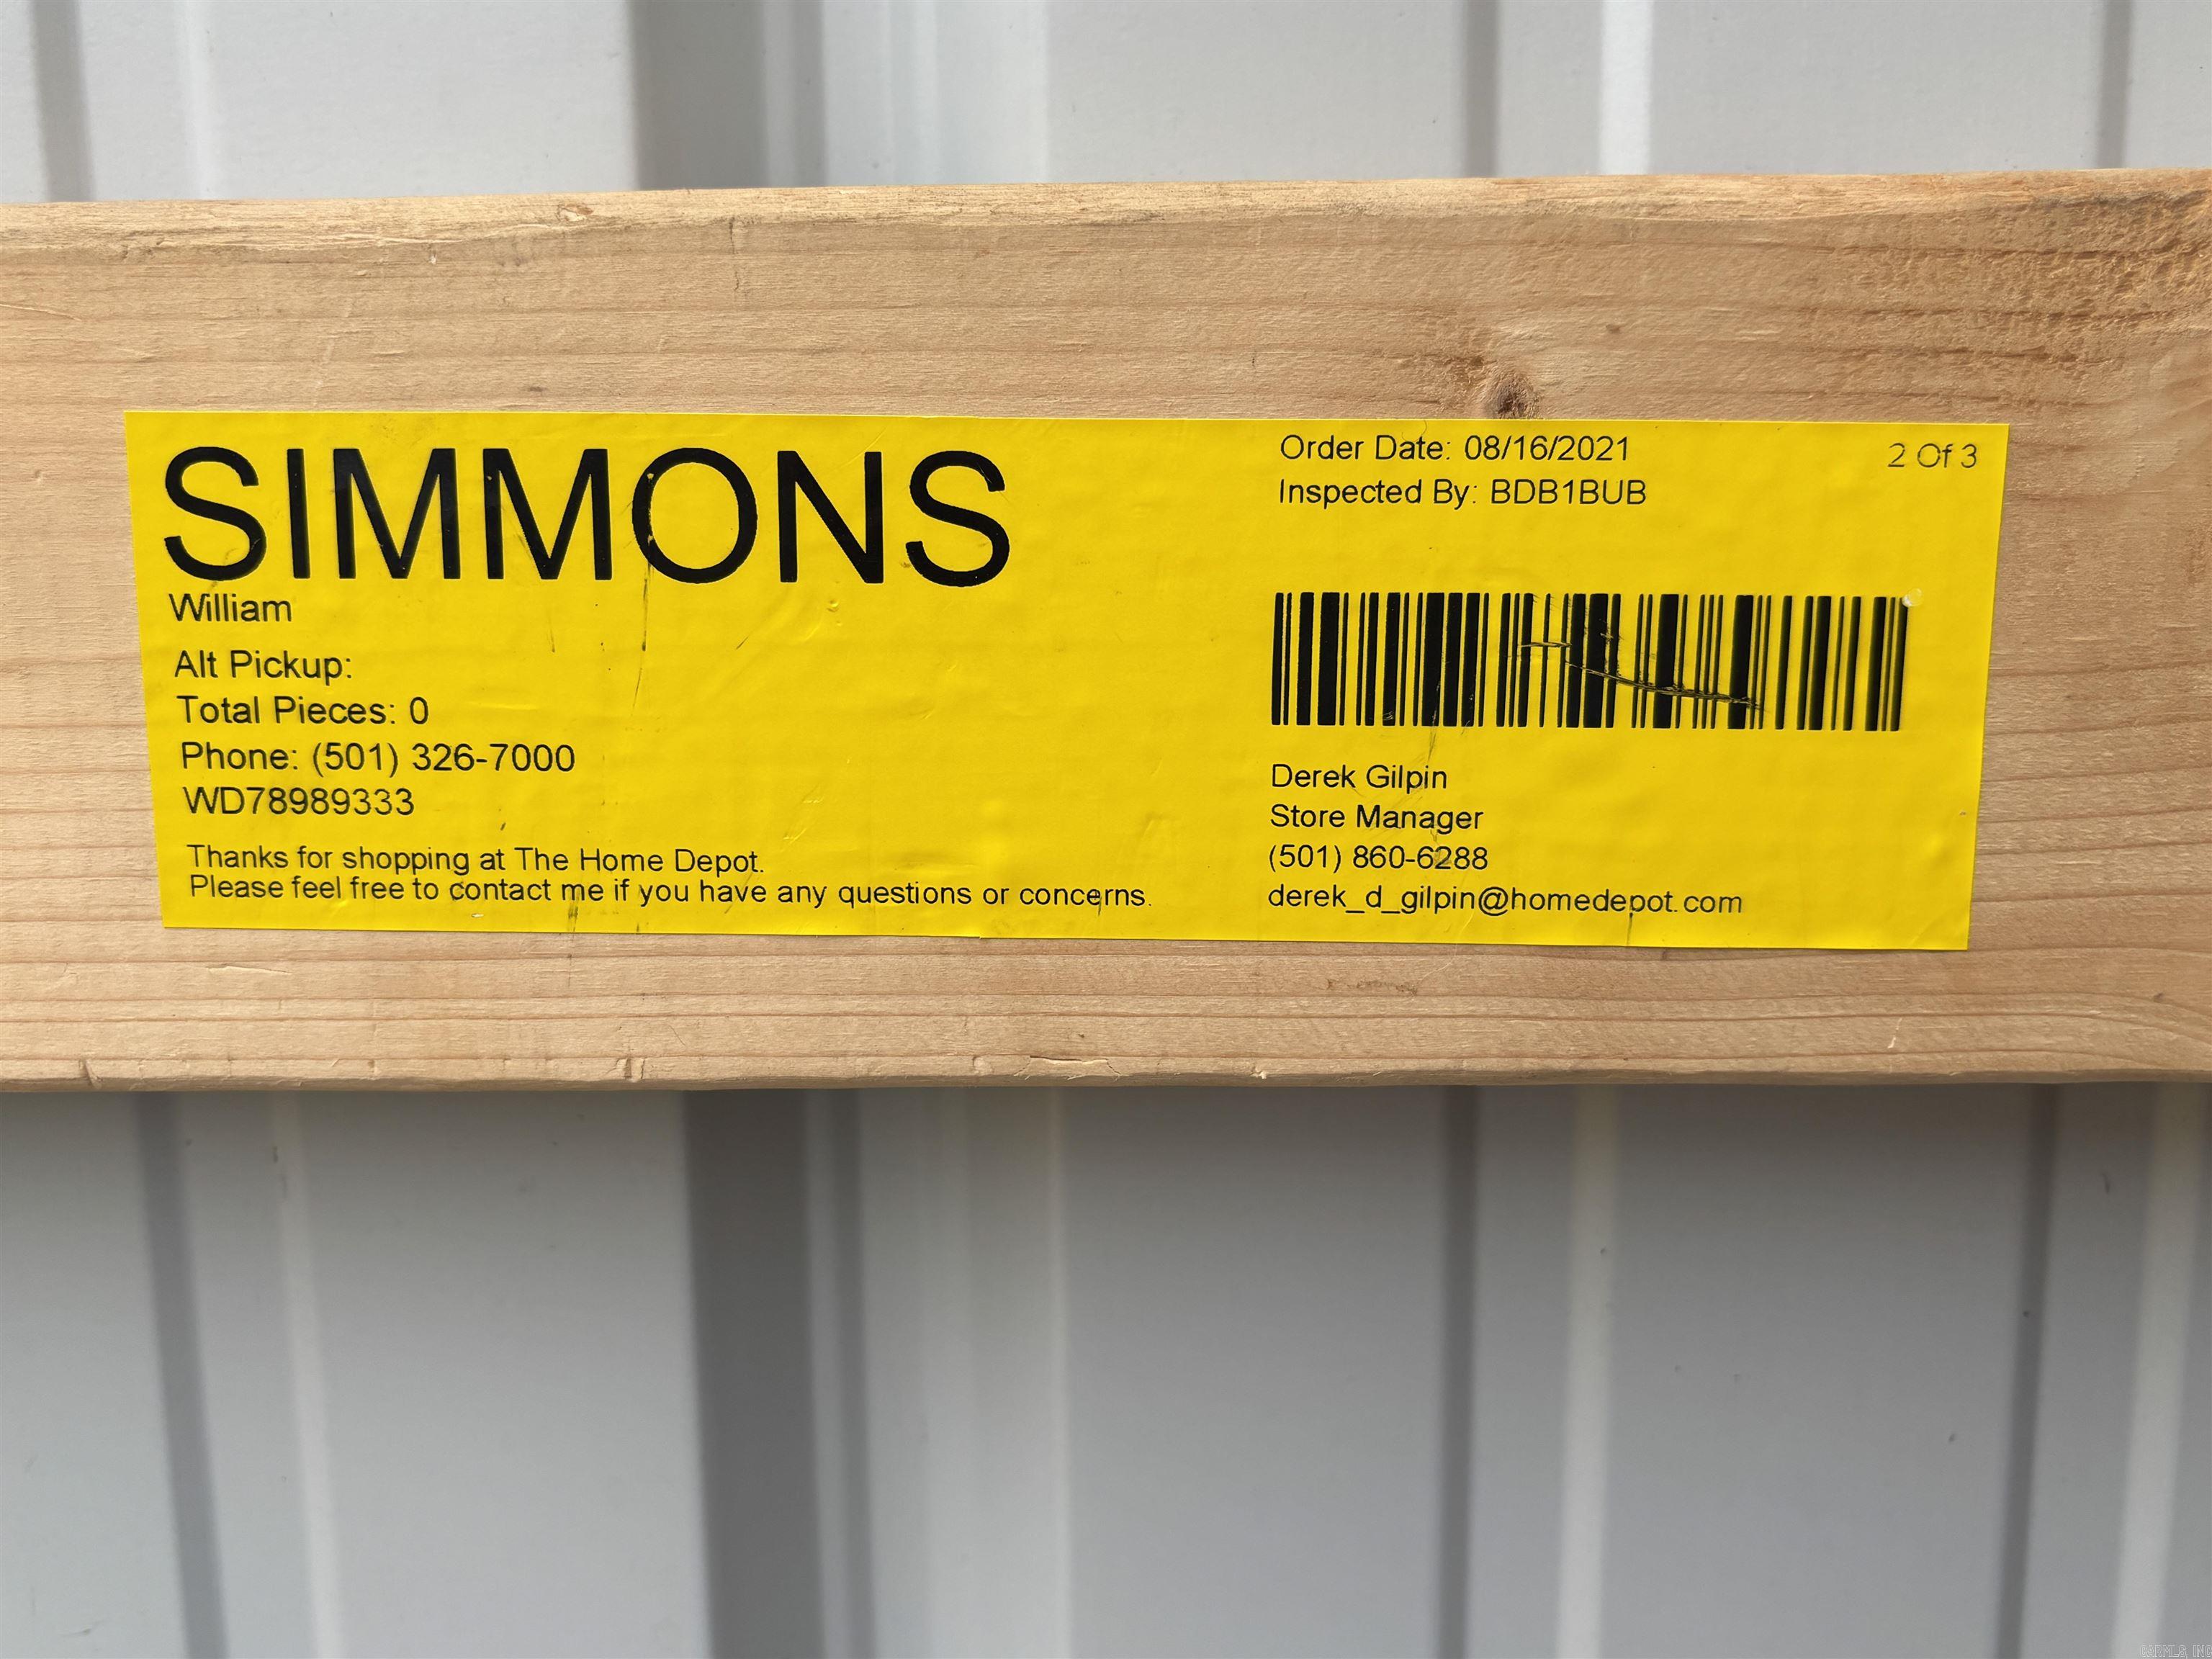 SIMMONS
William
Alt Pickup:
Total Pieces: 0
Phone: (501) 326-7000
WD78989333
Thanks for shopping at The Home Depot.
Please feel free to contact me if you have any questions or concerns.
Order Date: 08/16/2021
2 Of 3
Inspected By: BDB1BUB
Derek Gilpin
Store Manager
(501) 860-6288
derek_d_gilpin@homedepot.com
CARMLS, INC